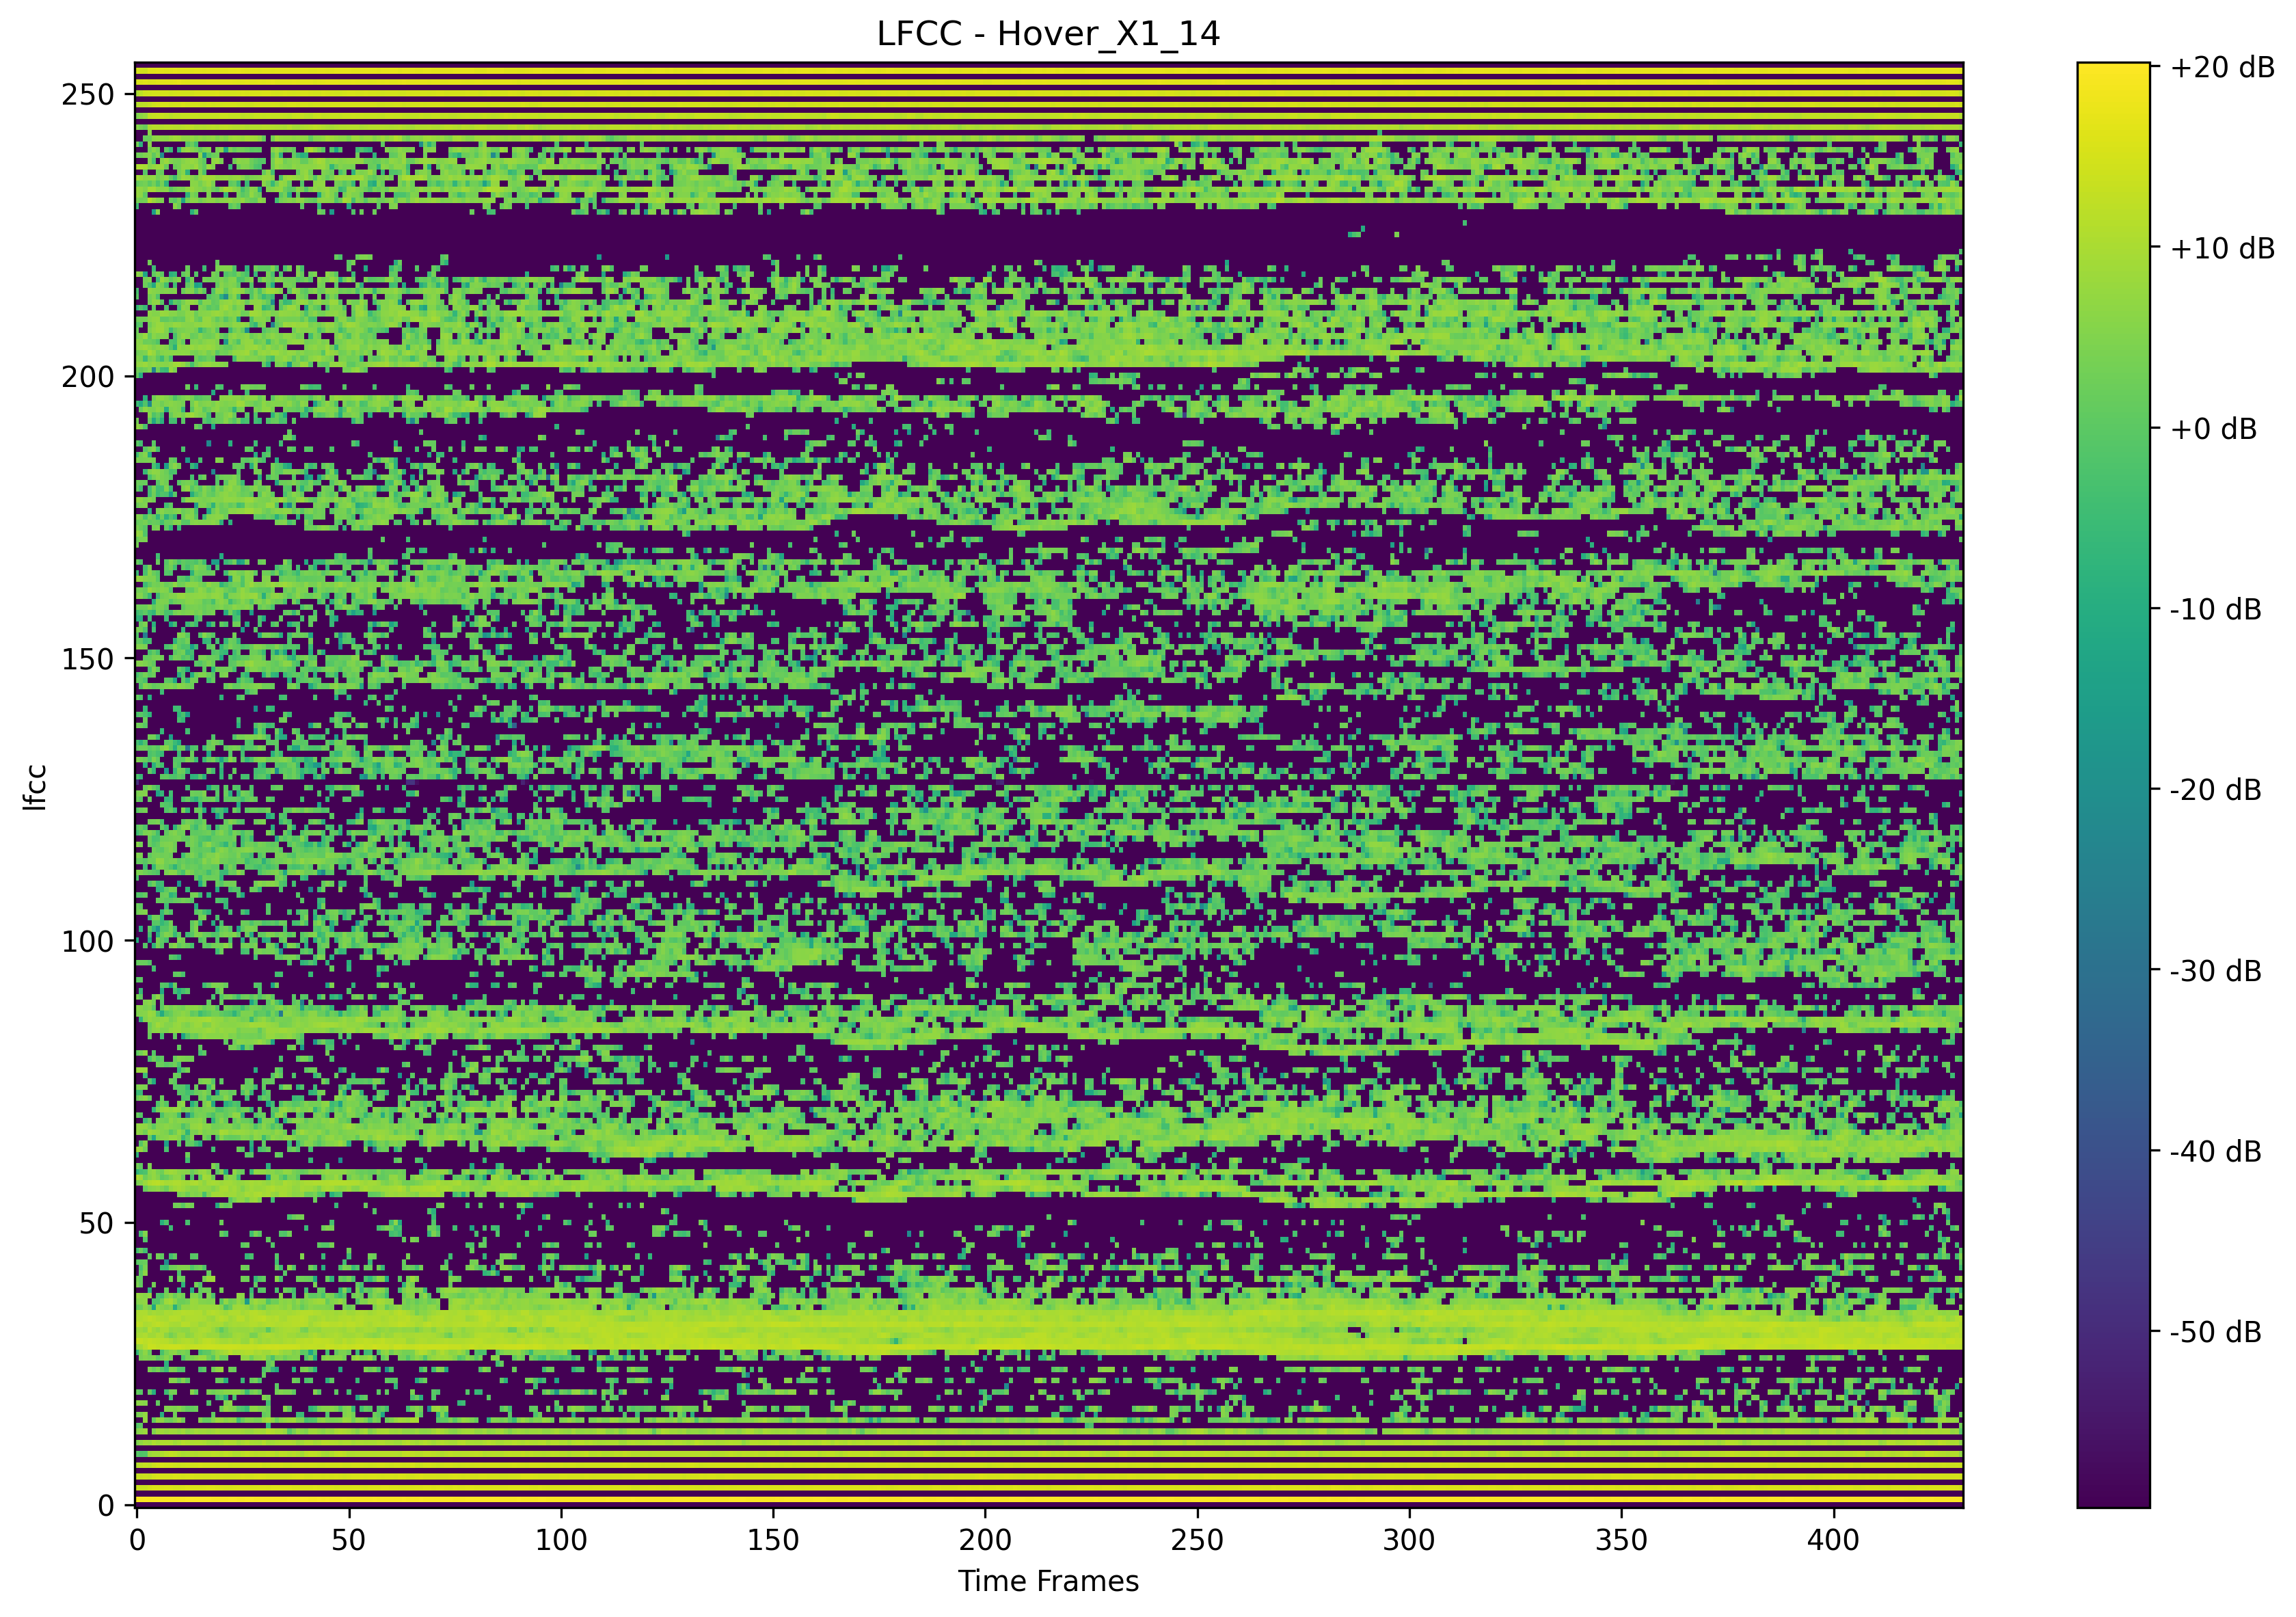 LFCC - Hover_X1_14
lfcc
250
200
150
100
50
0
0 50 100 150 200 250 300 350 400
Time Frames
+20 dB
+10 dB
+0 dB
-10 dB
-20 dB
-30 dB
-40 dB
-50 dB